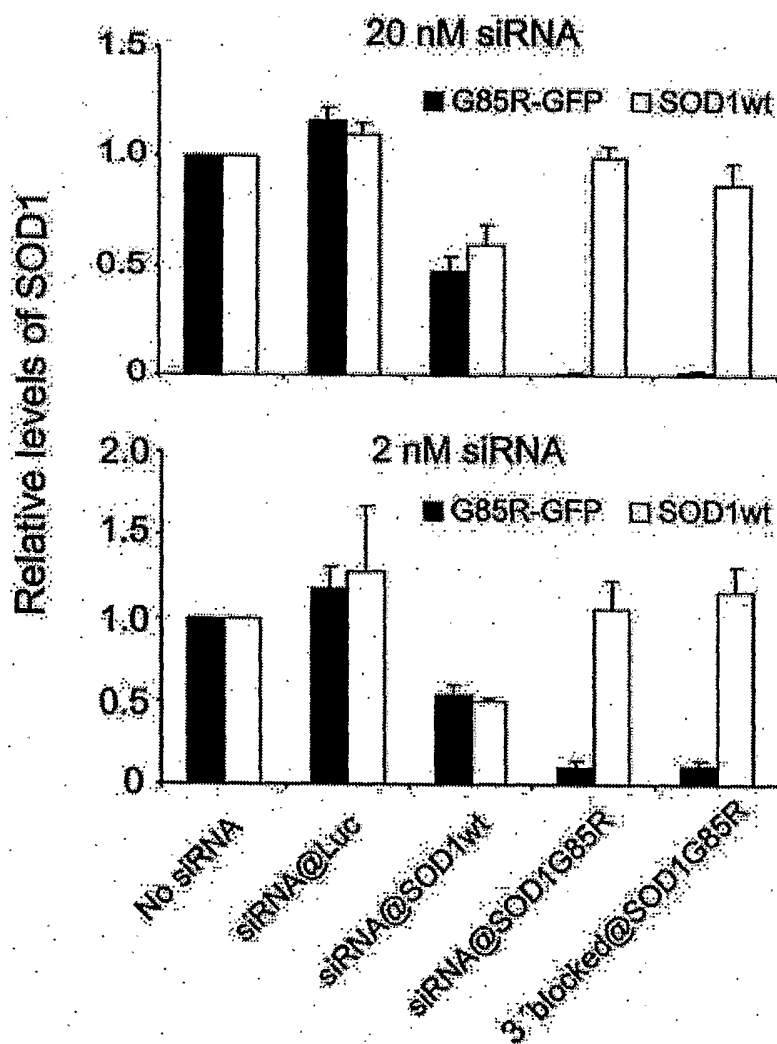 20 nM siRNA
G85R-GFP SOD1wt
1.5
1.0
0.5
0
Relative levels of SOD1
2 nM siRNA
G85R-GFP SOD1wt
2.0
1.5
1.0
0.5
0
No siRNA
siRNA@Luc
siRNA@SOD1wt
siRNA@SOD1G85R
3´blocked@SOD1G85R